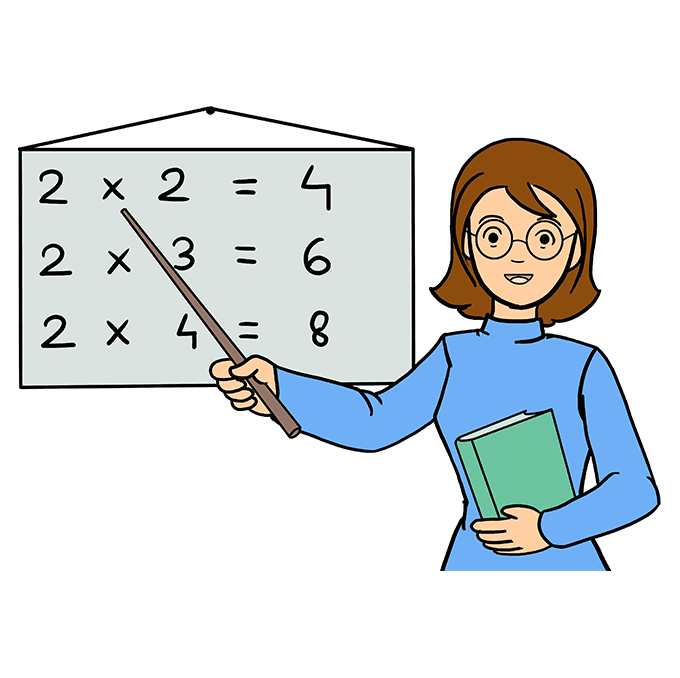 2 x 2 = 4
2 x 3 = 6
2 x 4 = 8